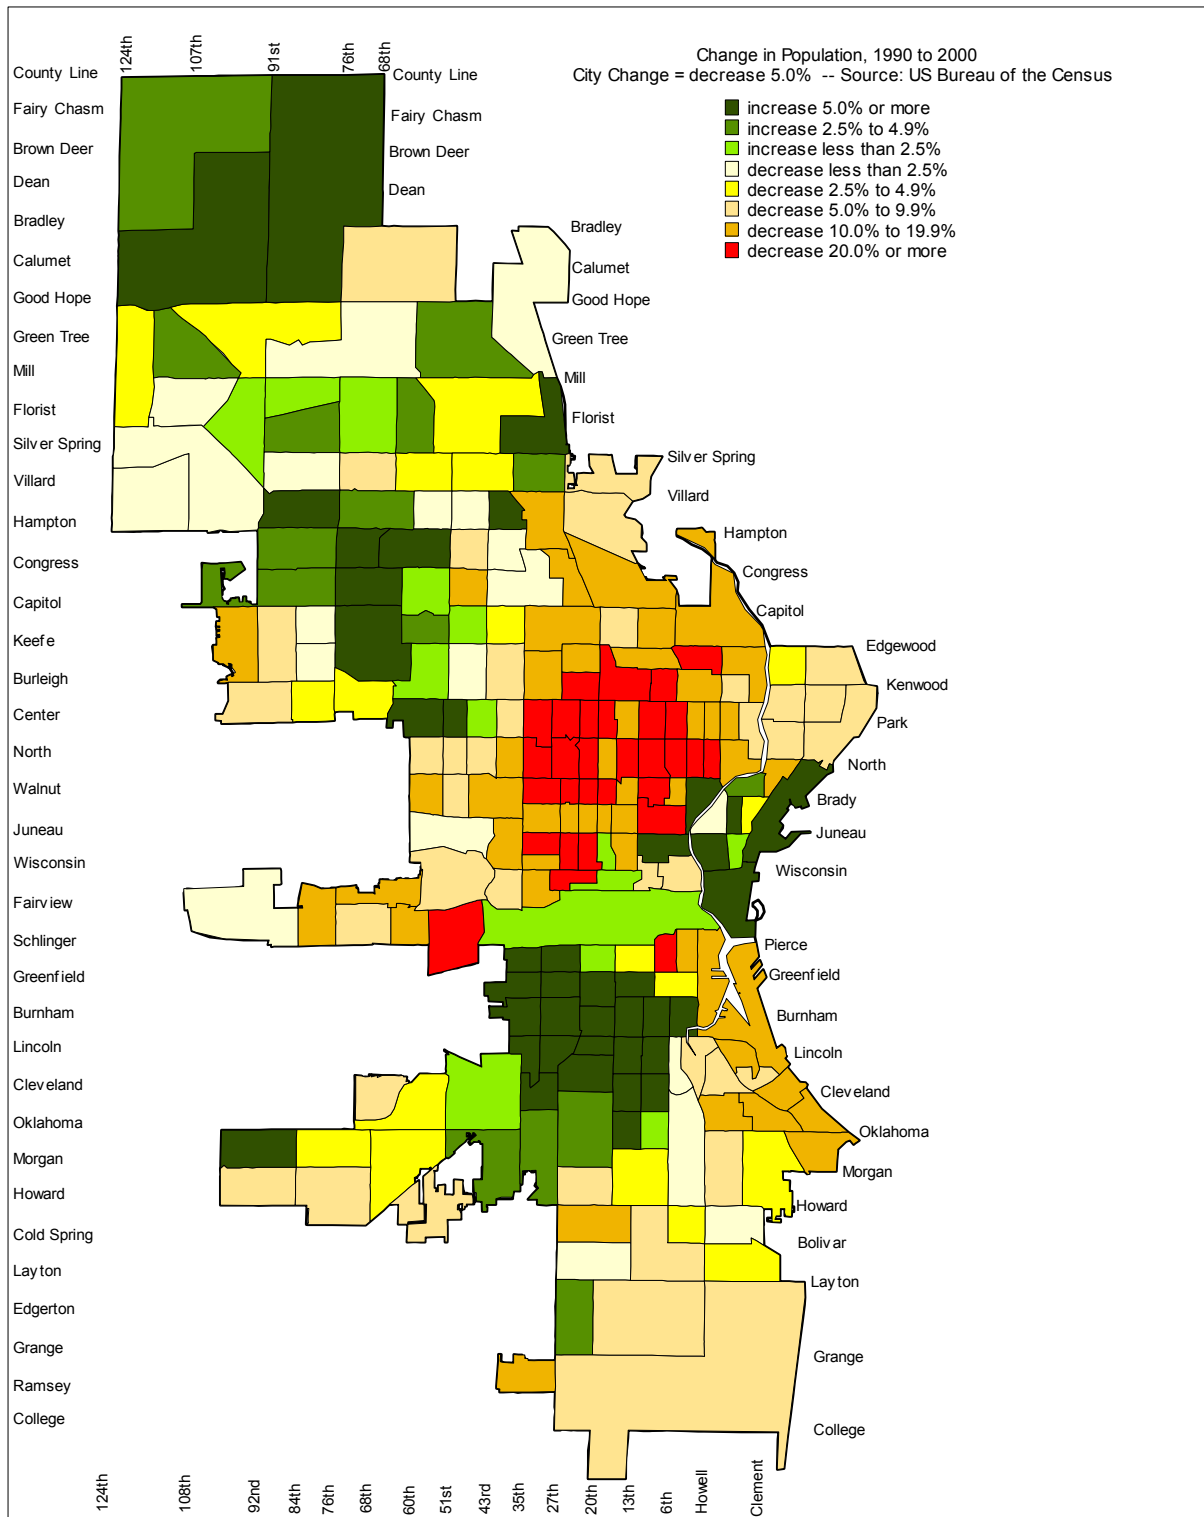 124th
107th
91st
76th
68th
Change in Population, 1990 to 2000
City Change = decrease 5.0% -- Source: US Bureau of the Census
increase 5.0% or more
increase 2.5% to 4.9%
increase less than 2.5%
decrease less than 2.5%
decrease 2.5% to 4.9%
decrease 5.0% to 9.9%
decrease 10.0% to 19.9%
decrease 20.0% or more
County Line
Fairy Chasm
Brown Deer
Dean
Bradley
Calumet
Good Hope
Green Tree
Mill
Florist
Silver Spring
Villard
Hampton
Congress
Capitol
Keefe
Burleigh
Center
North
Walnut
Juneau
Wisconsin
Fairview
Schlinger
Greenfield
Burnham
Lincoln
Cleveland
Oklahoma
Morgan
Howard
Cold Spring
Layton
Edgerton
Grange
Ramsey
College
County Line
Fairy Chasm
Brown Deer
Dean
Bradley
Calumet
Good Hope
Green Tree
Mill
Florist
Silver Spring
Villard
Hampton
Congress
Capitol
Edgewood
Kenwood
Park
North
Brady
Juneau
Wisconsin
Pierce
Greenfield
Burnham
Lincoln
Cleveland
Oklahoma
Morgan
Howard
Bolivar
Layton
Grange
College
124th
108th
92nd
84th
76th
68th
60th
51st
43rd
35th
27th
20th
13th
6th
Howell
Clement